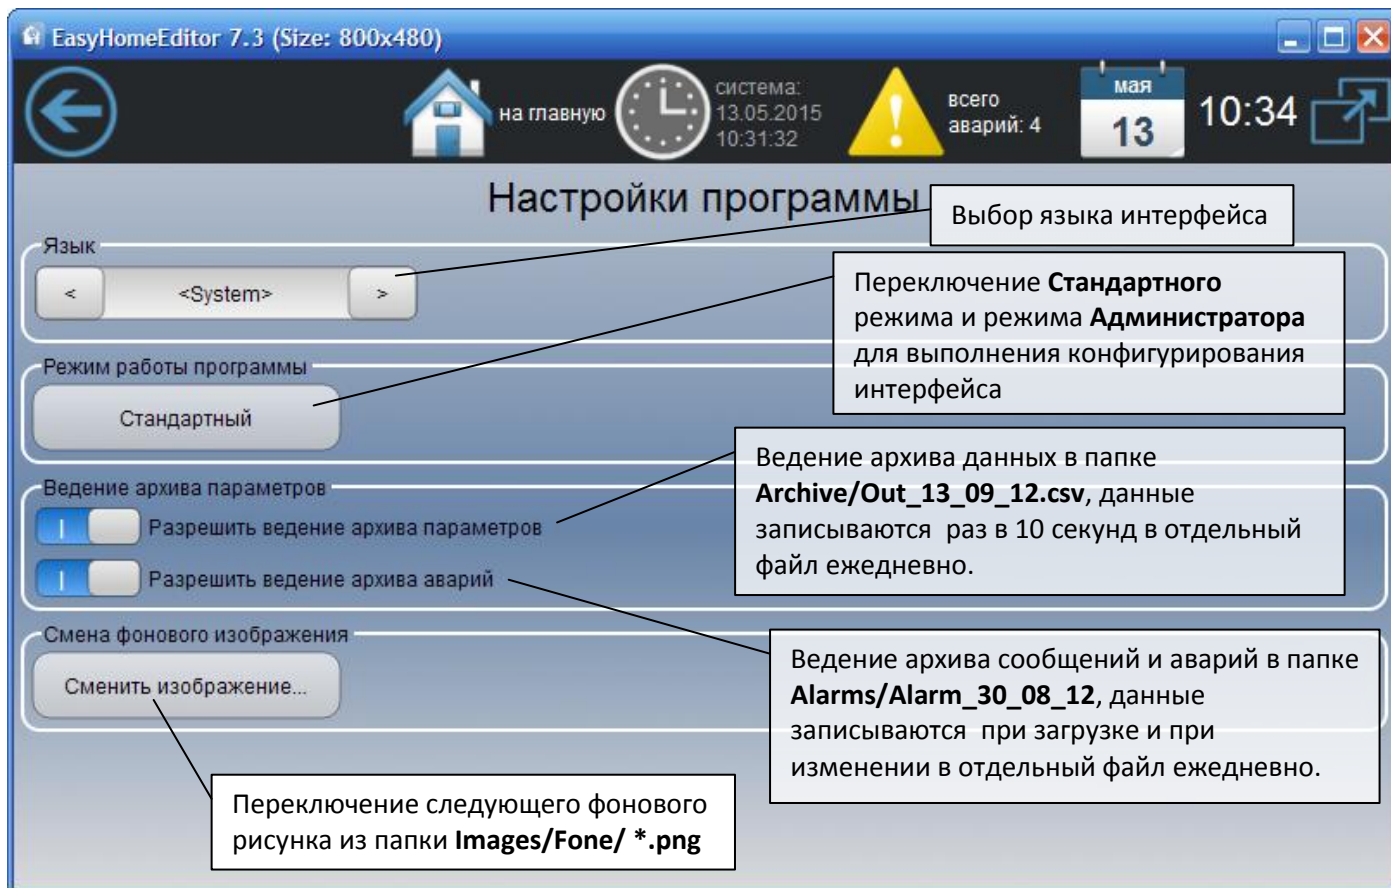 EasyHomeEditor 7.3 (Size: 800x480)
на главную
система:
13.05.2015
10:31:32
всего
аварий: 4
мая
13
10:34
Настройки программы
Выбор языка интерфейса
Язык
<
<System>
>
Переключение Стандартного
режима и режима Администратора
для выполнения конфигурирования
интерфейса
Режим работы программы
Стандартный
Ведение архива данных в папке
Archive/Out_13_09_12.csv, данные
записываются раз в 10 секунд в отдельный
файл ежедневно.
Ведение архива параметров
Разрешить ведение архива параметров
Разрешить ведение архива аварий
Ведение архива сообщений и аварий в папке
Alarms/Alarm_30_08_12, данные
записываются при загрузке и при
изменении в отдельный файл ежедневно.
Смена фонового изображения
Сменить изображение...
Переключение следующего фонового
рисунка из папки Images/Fone/ *.png